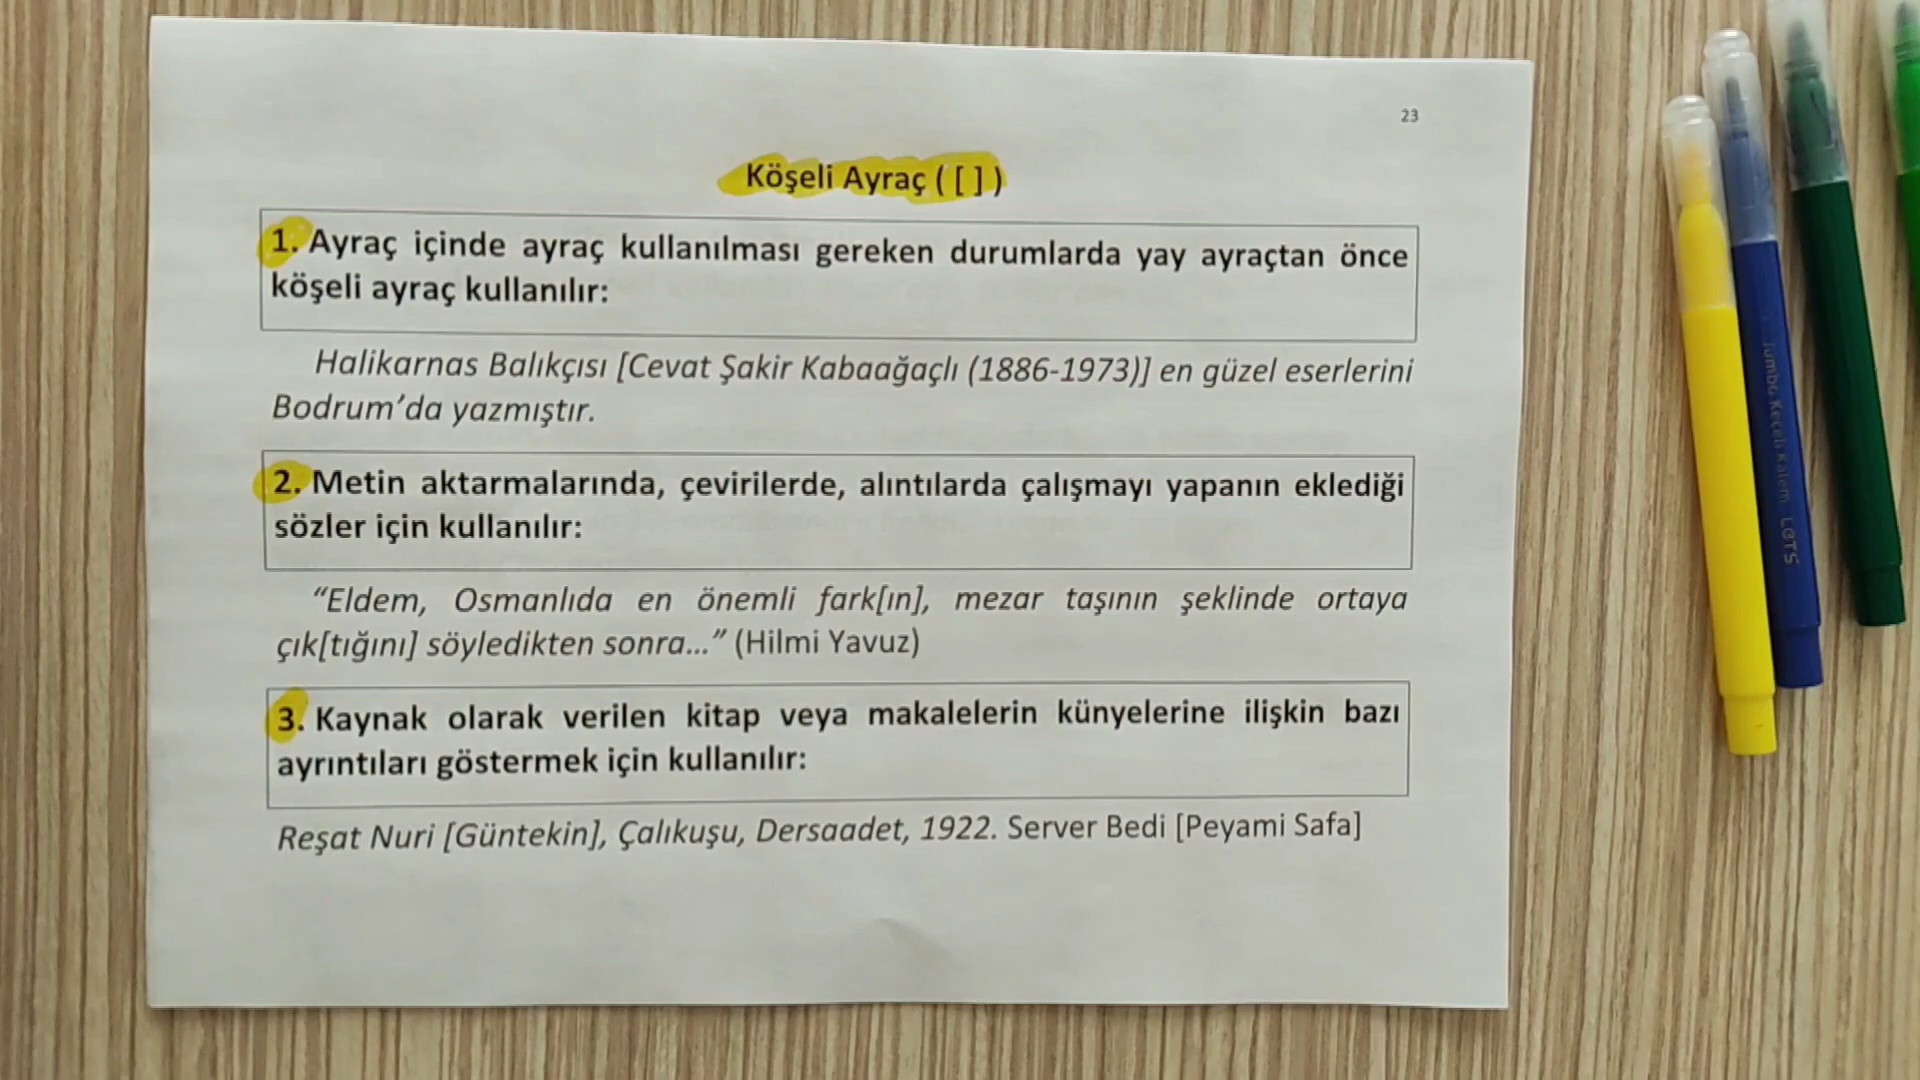 23
Köşeli Ayraç ( [ ] )
1. Ayraç içinde ayraç kullanılması gereken durumlarda yay ayraçtan önce
köşeli ayraç kullanılır:
Halikarnas Balıkçısı [Cevat Şakir Kabaağaçlı (1886-1973)] en güzel eserlerini
Bodrum’da yazmıştır.
2. Metin aktarmalarında, çevirilerde, alıntılarda çalışmayı yapanın eklediği
sözler için kullanılır:
“Eldem, Osmanlıda en önemli fark[ın], mezar taşının şeklinde ortaya
çık[tığını] söyledikten sonra...” (Hilmi Yavuz)
3. Kaynak olarak verilen kitap veya makalelerin künyelerine ilişkin bazı
ayrıntıları göstermek için kullanılır:
Reşat Nuri [Güntekin], Çalıkuşu, Dersaadet, 1922. Server Bedi [Peyami Safa]
Jumbo Keçeli Kalem LETS